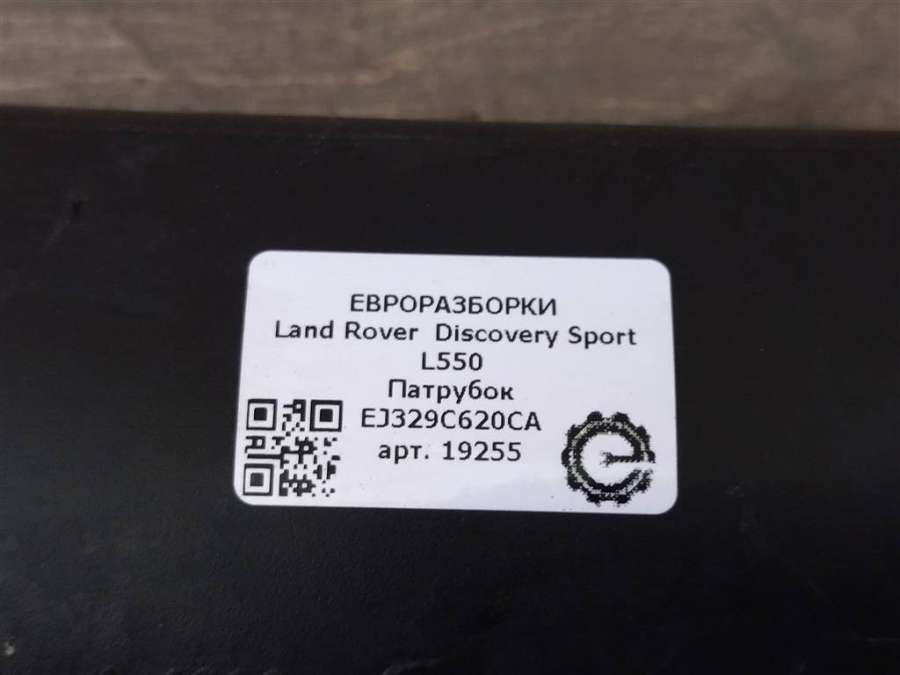 ЕВРОРАЗБОРКИ
Land Rover Discovery Sport
L550
Патрубок
EJ329C620CA
арт. 19255